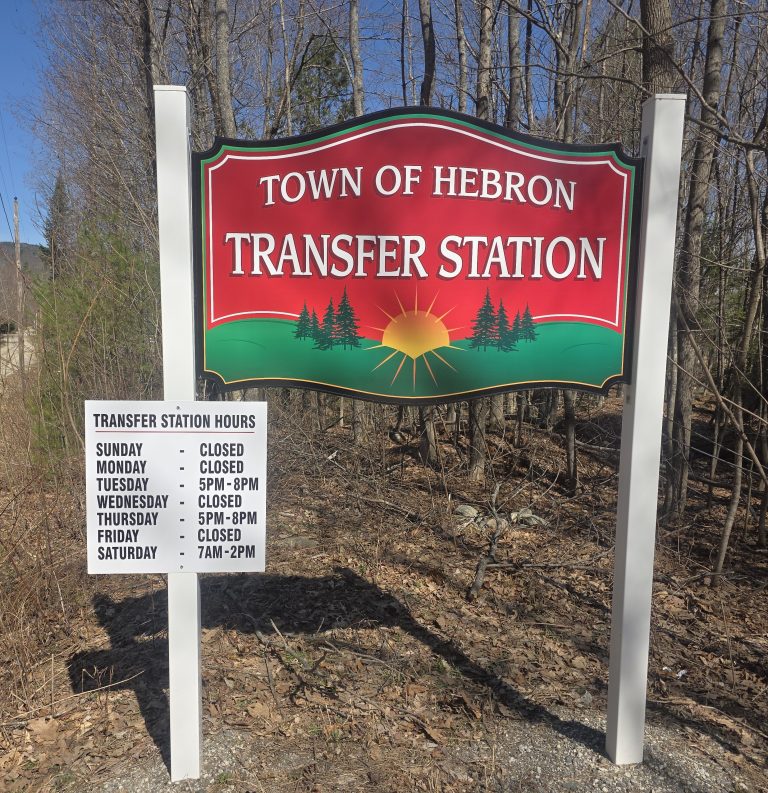 TOWN OF HEBRON
TRANSFER STATION
TRANSFER STATION HOURS
SUNDAY - CLOSED
MONDAY - CLOSED
TUESDAY - 5PM-8PM
WEDNESDAY - CLOSED
THURSDAY - 5PM-8PM
FRIDAY - CLOSED
SATURDAY - 7AM-2PM